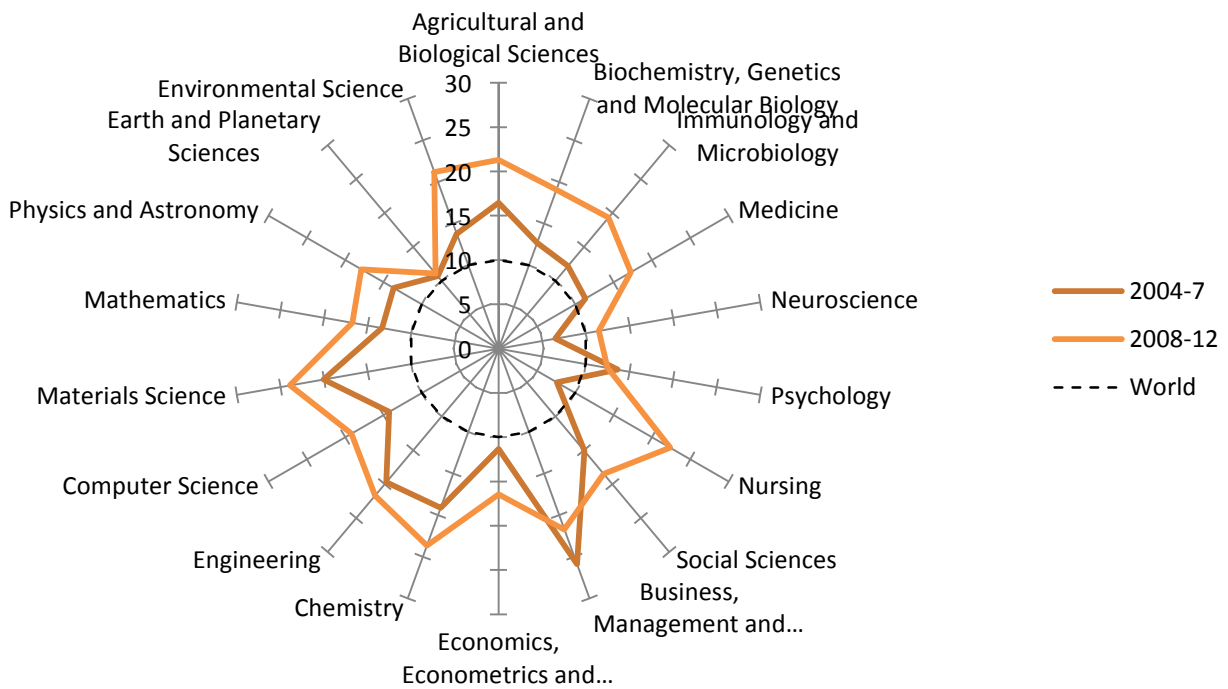 Agricultural and
Biological Sciences
Biochemistry, Genetics
and Molecular Biology
Immunology and
Microbiology
Medicine
Neuroscience
Psychology
Nursing
Social Sciences
Business,
Management and...
Economics,
Econometrics and...
Chemistry
Engineering
Computer Science
Materials Science
Mathematics
Physics and Astronomy
Earth and Planetary
Sciences
Environmental Science
30
25
20
15
10
5
0
2004-7
2008-12
World